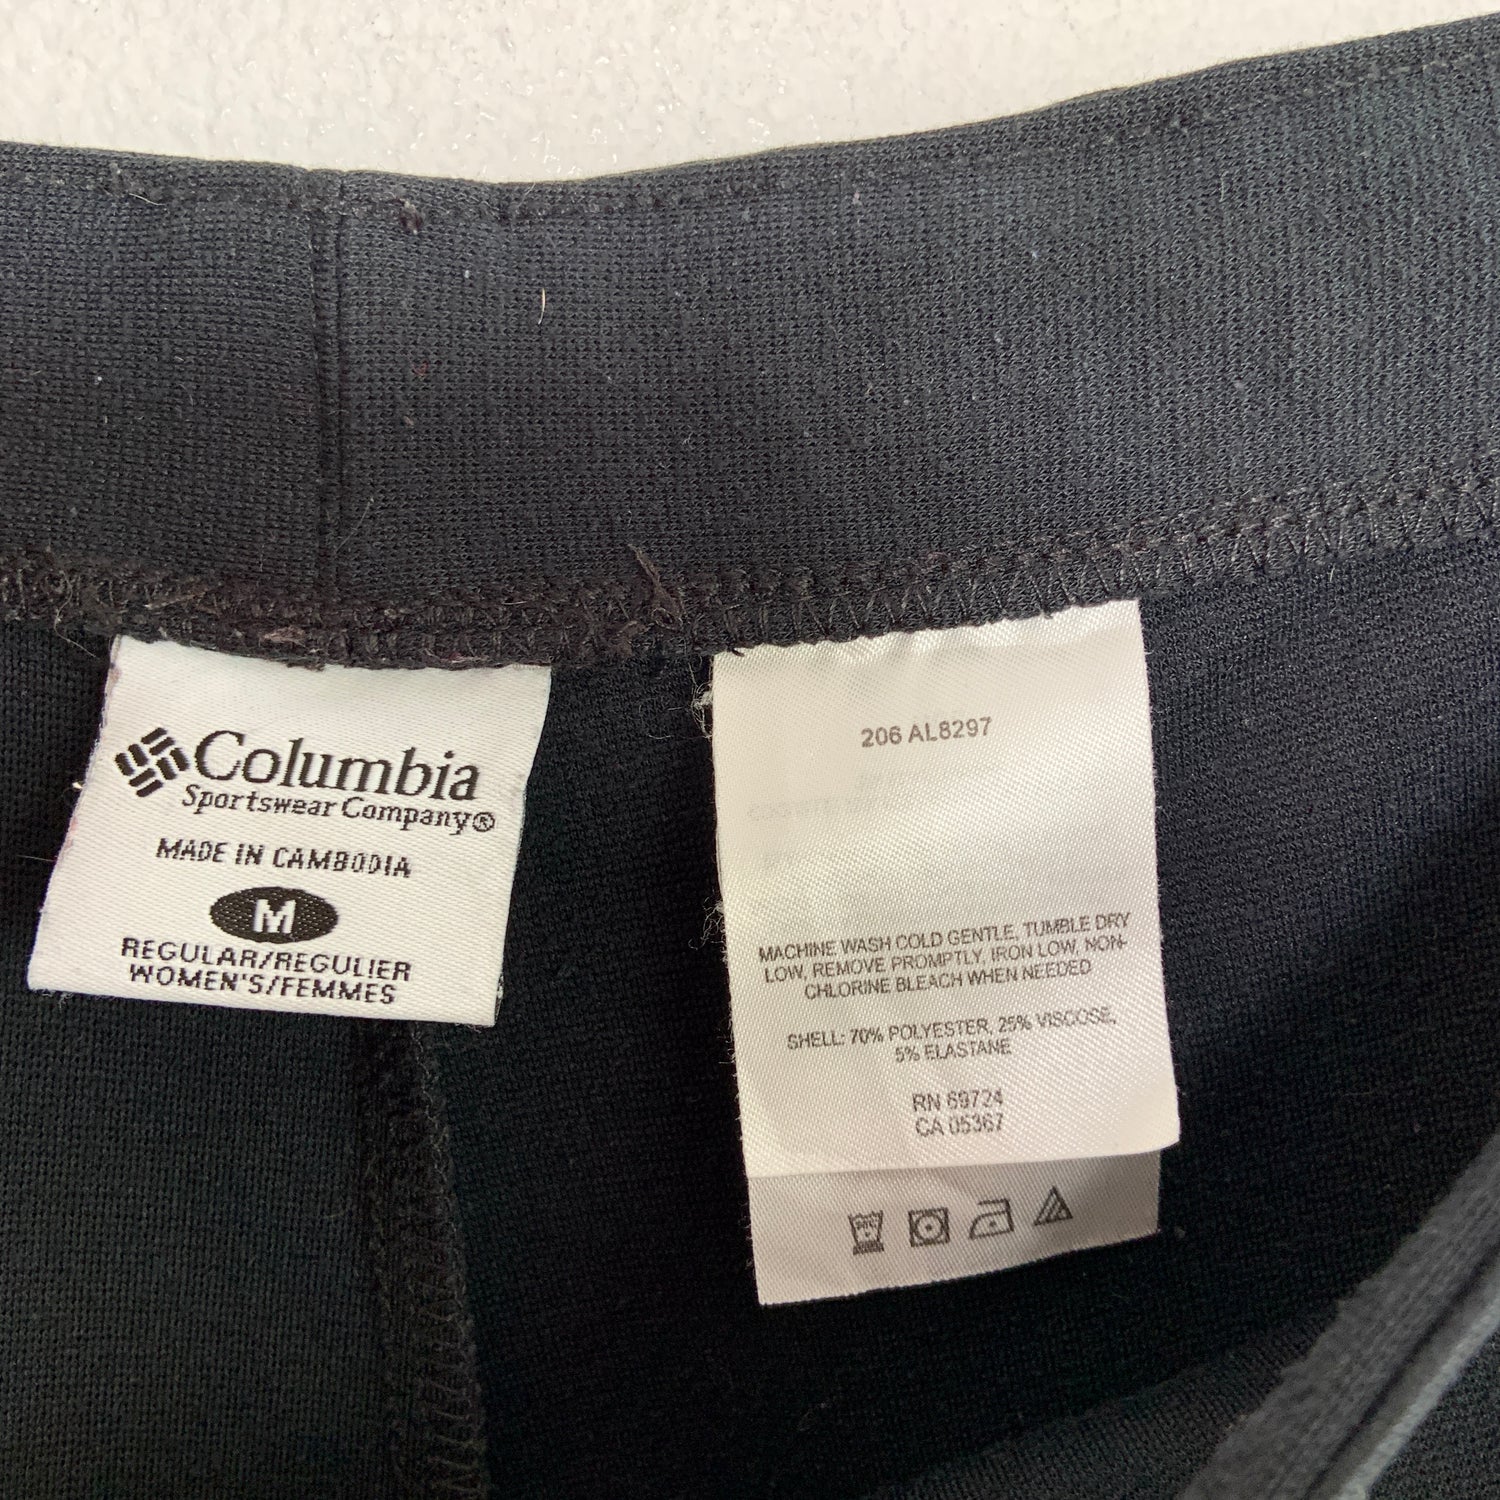 Columbia
Sportswear Company®
MADE IN CAMBODIA
M
REGULAR/REGULIER
WOMEN'S/FEMMES
206 AL8297
MACHINE WASH COLD GENTLE, TUMBLE DRY
LOW, REMOVE PROMPTLY, IRON LOW, NON-
CHLORINE BLEACH WHEN NEEDED
SHELL: 70% POLYESTER, 25% VISCOSE,
5% ELASTANE
RN 69724
CA 05367